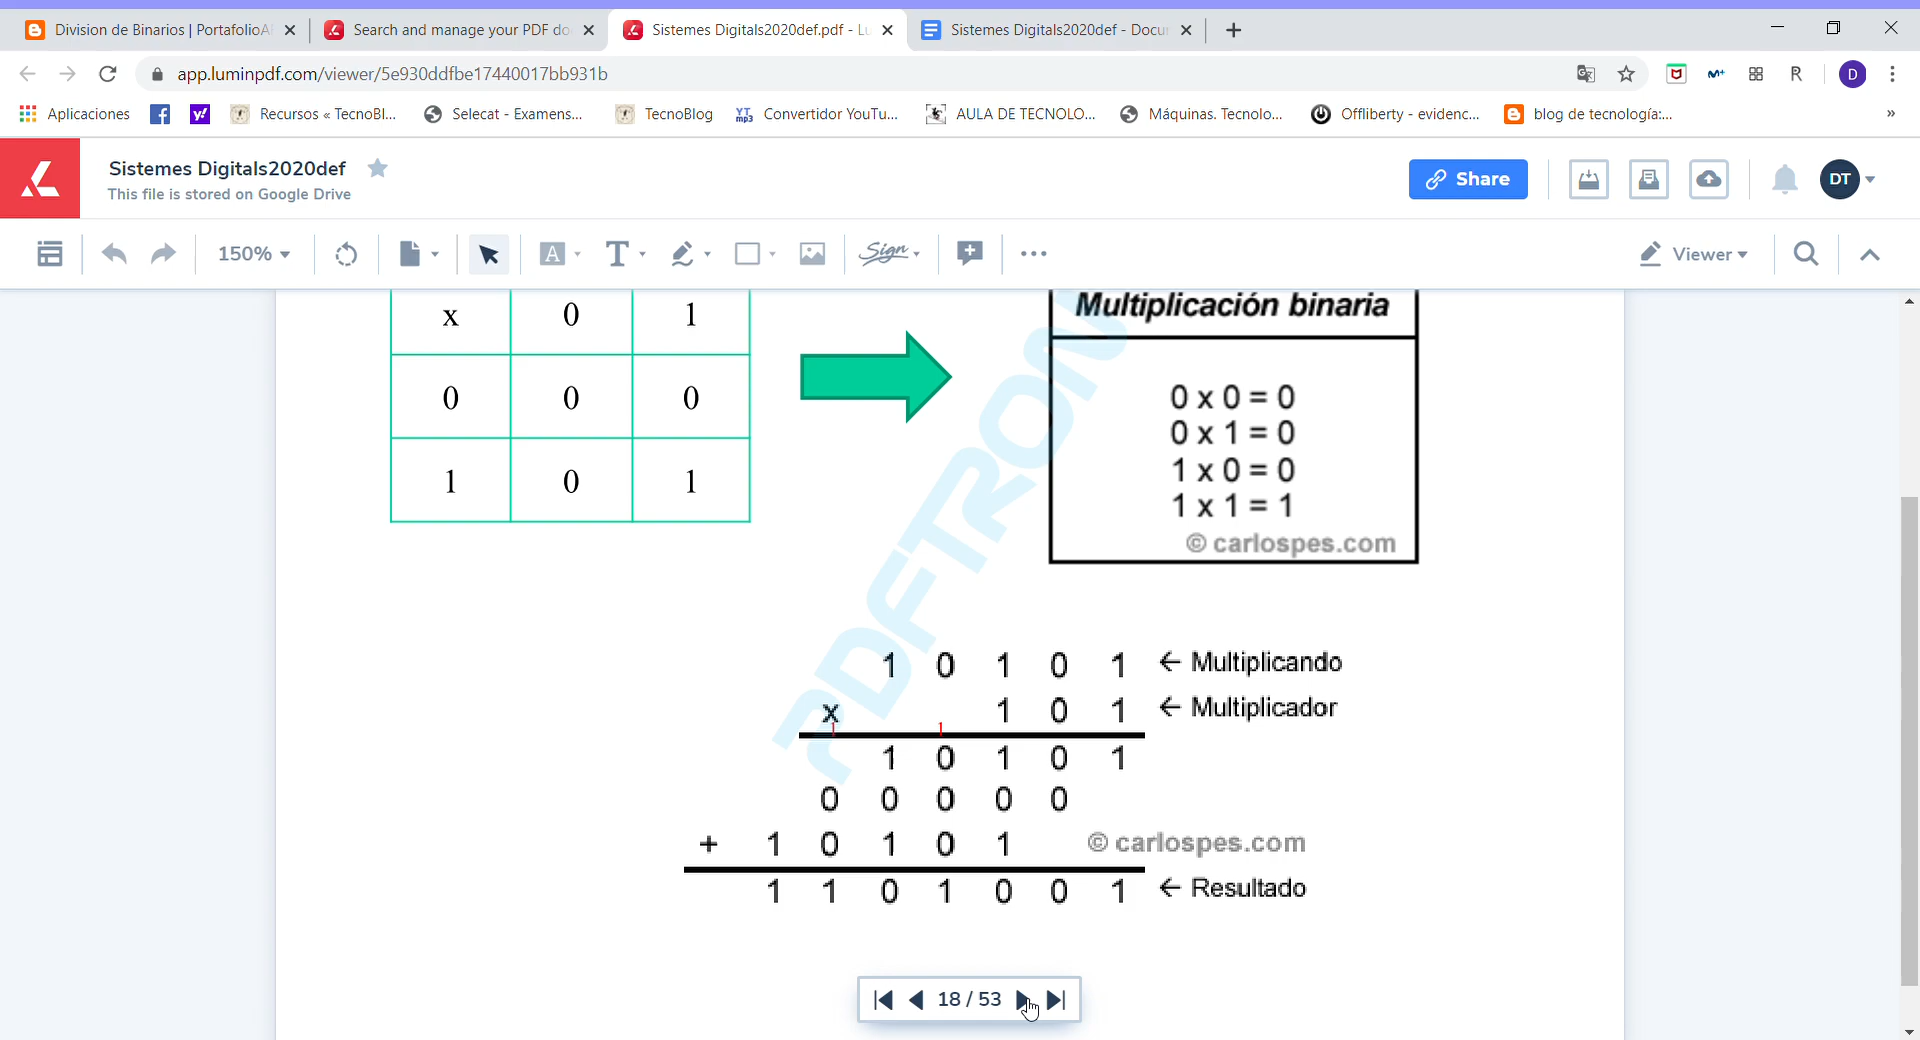 Division de Binarios | PortafolioA
Search and manage your PDF do
Sistemes Digitals2020def.pdf - Lu
Sistemes Digitals2020def - Docu
app.luminpdf.com/viewer/5e930ddfbe17440017bb931b
D
Aplicaciones
Recursos « TecnoBl...
Selecat - Examens...
TecnoBlog
YT mp3
Convertidor YouTu...
AULA DE TECNOLO...
Máquinas. Tecnolo...
Offliberty - evidenc...
blog de tecnología:...
»
Sistemes Digitals2020def
This file is stored on Google Drive
Share
DT
150%
A
T
Sign
Viewer
x 0 1
0 0 0
1 0 1
Multiplicación binaria
0 x 0 = 0
0 x 1 = 0
1 x 0 = 0
1 x 1 = 1
© carlospes.com
PDFTRON
1 0 1 0 1 ← Multiplicando
x 1 0 1 ← Multiplicador
1 1
1 0 1 0 1
0 0 0 0 0
+ 1 0 1 0 1 © carlospes.com
1 1 0 1 0 0 1 ← Resultado
18 / 53